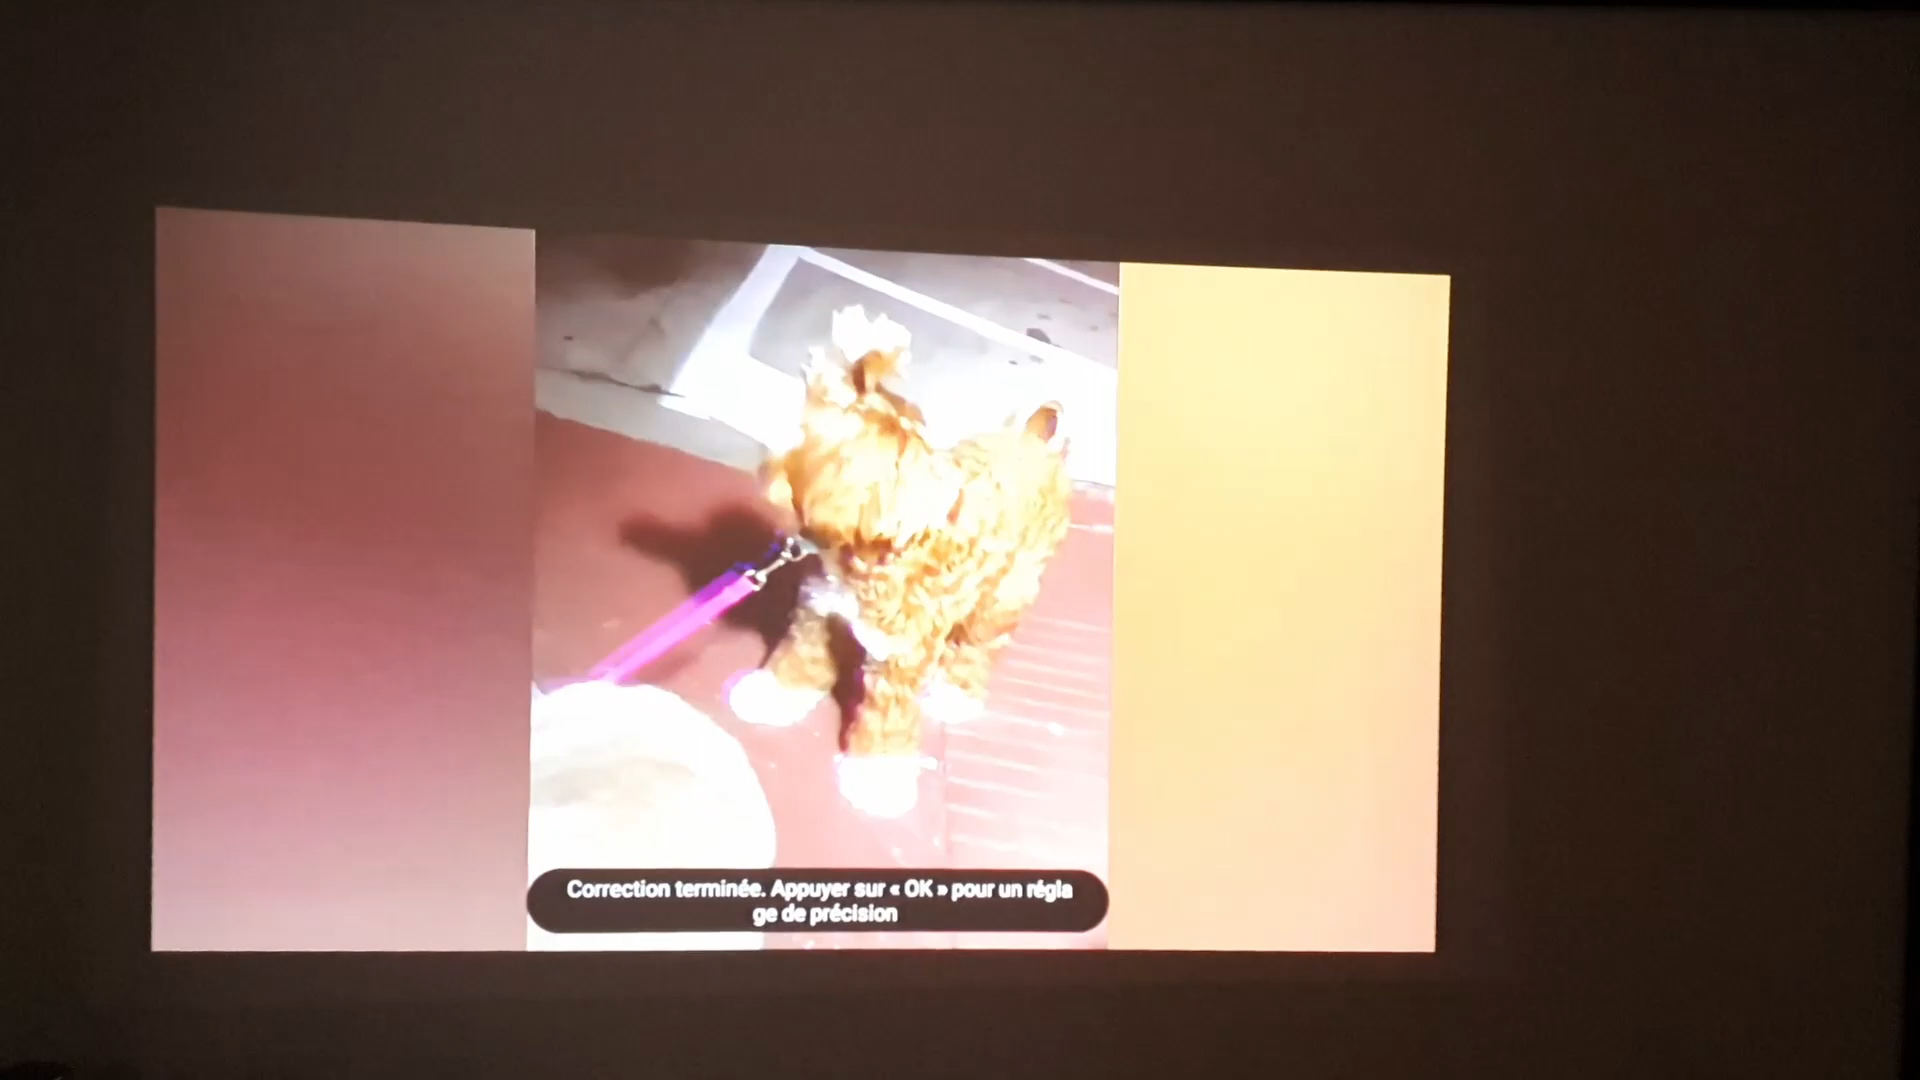 Correction terminée. Appuyer sur « OK » pour un régla
ge de précision